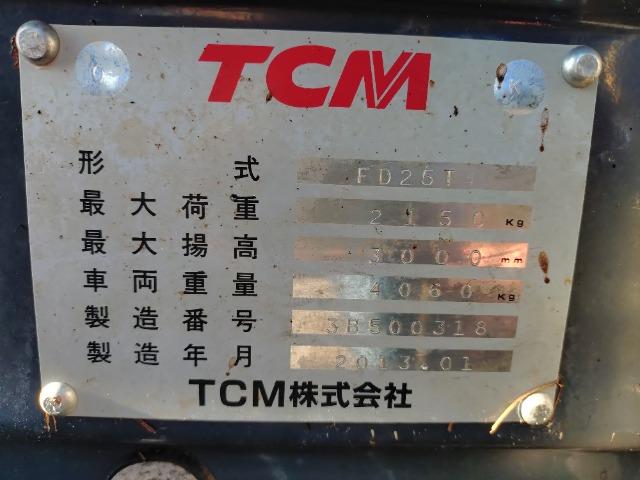 TCM
形式 FD25T
最大荷重 2150 Kg
最大揚高 3000 mm
車両重量 4060 Kg
製造番号 3B500318
製造年月 2013.01
TCM株式会社